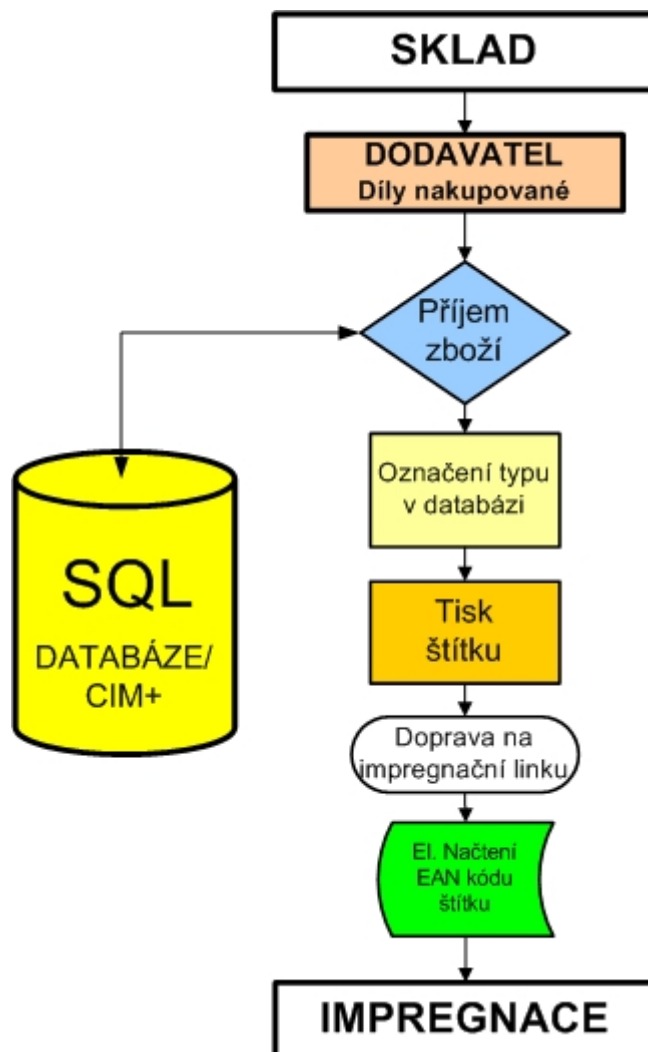 SKLAD
DODAVATEL
Díly nakupované
Příjem
zboží
Označení typu
v databázi
SQL
DATABÁZE/
CIM+
Tisk
štítku
Doprava na
impregnační linku
El. Načtení
EAN kódu
štítku
IMPREGNACE